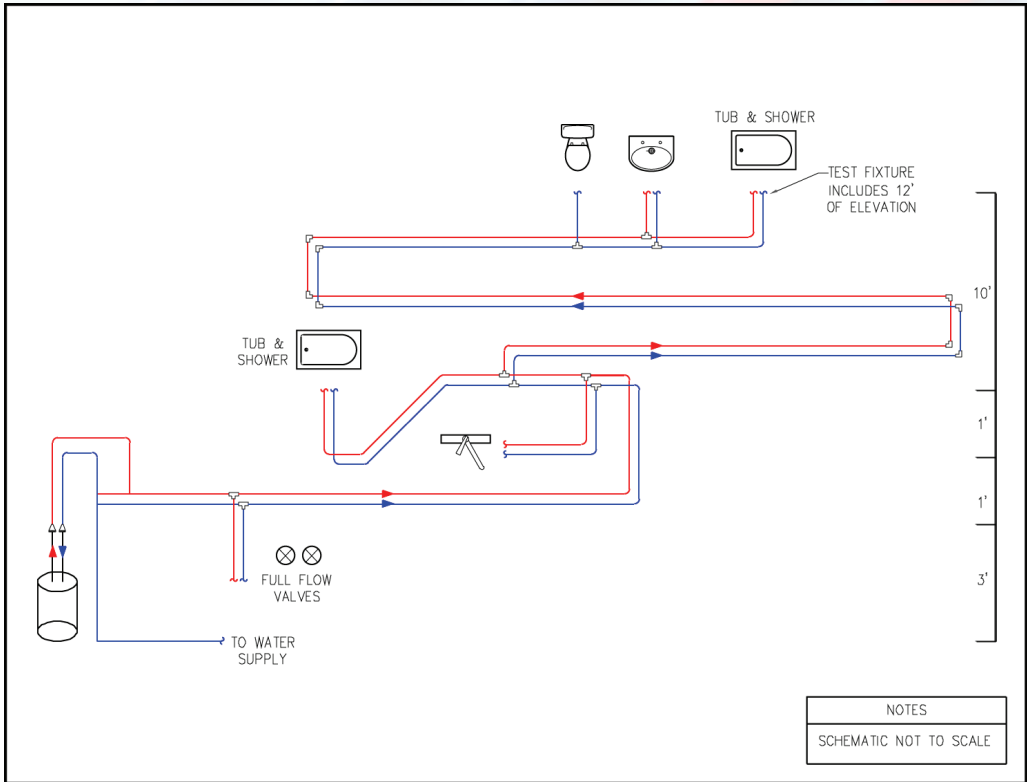 TUB & SHOWER
TEST FIXTURE
INCLUDES 12'
OF ELEVATION
10'
TUB &
SHOWER
1'
1'
FULL FLOW
VALVES
3'
TO WATER
SUPPLY
NOTES
SCHEMATIC NOT TO SCALE